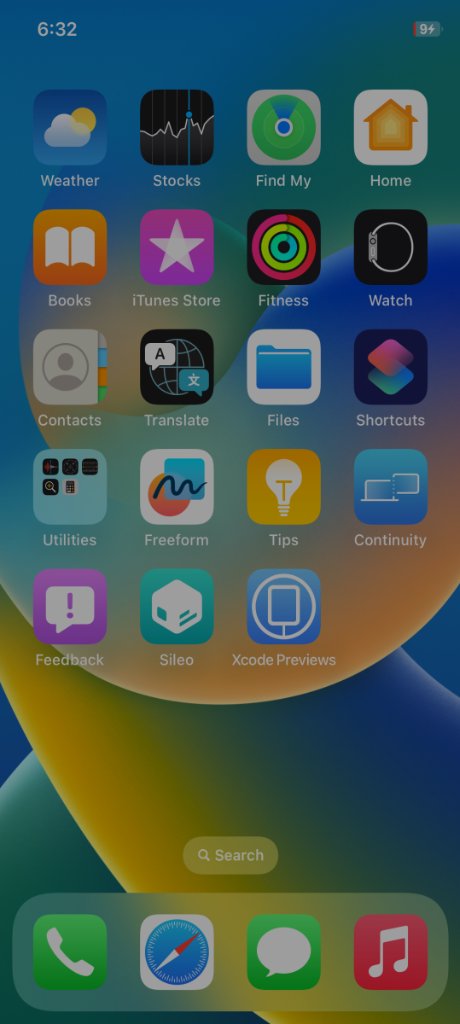 6:32
9
Weather
Stocks
Find My
Home
Books
iTunes Store
Fitness
Watch
Contacts
A
文
Translate
Files
Shortcuts
Utilities
Freeform
T
Tips
Continuity
Feedback
Sileo
Xcode Previews
Search